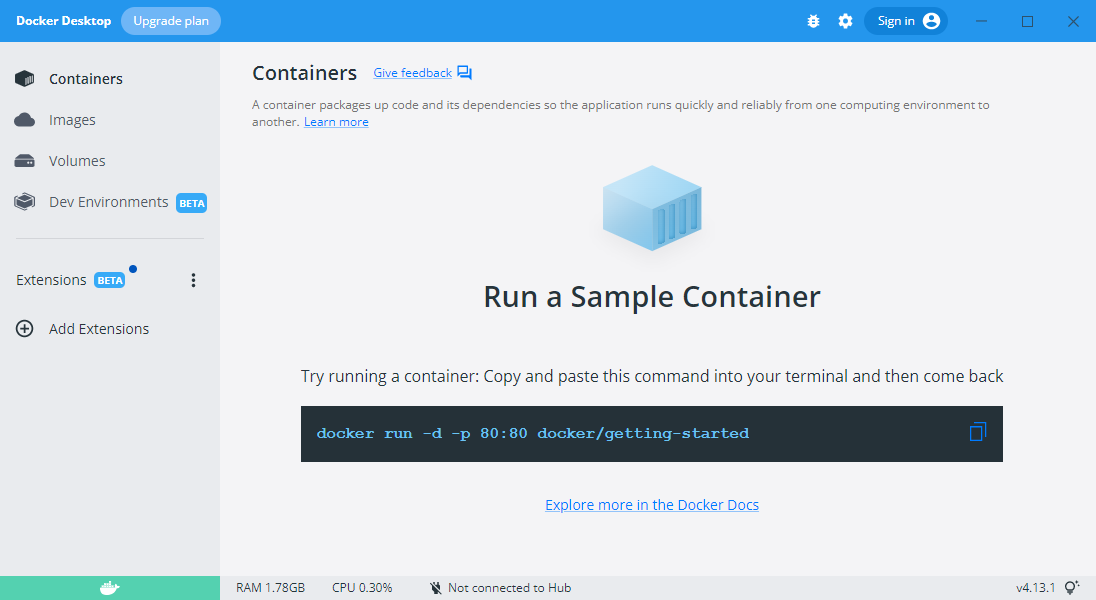 Docker Desktop Upgrade plan Sign in
Containers
Images
Volumes
Dev Environments BETA
Extensions BETA
Add Extensions
Containers Give feedback
A container packages up code and its dependencies so the application runs quickly and reliably from one computing environment to
another. Learn more
Run a Sample Container
Try running a container: Copy and paste this command into your terminal and then come back
docker run -d -p 80:80 docker/getting-started
Explore more in the Docker Docs
RAM 1.78GB CPU 0.30% Not connected to Hub v4.13.1